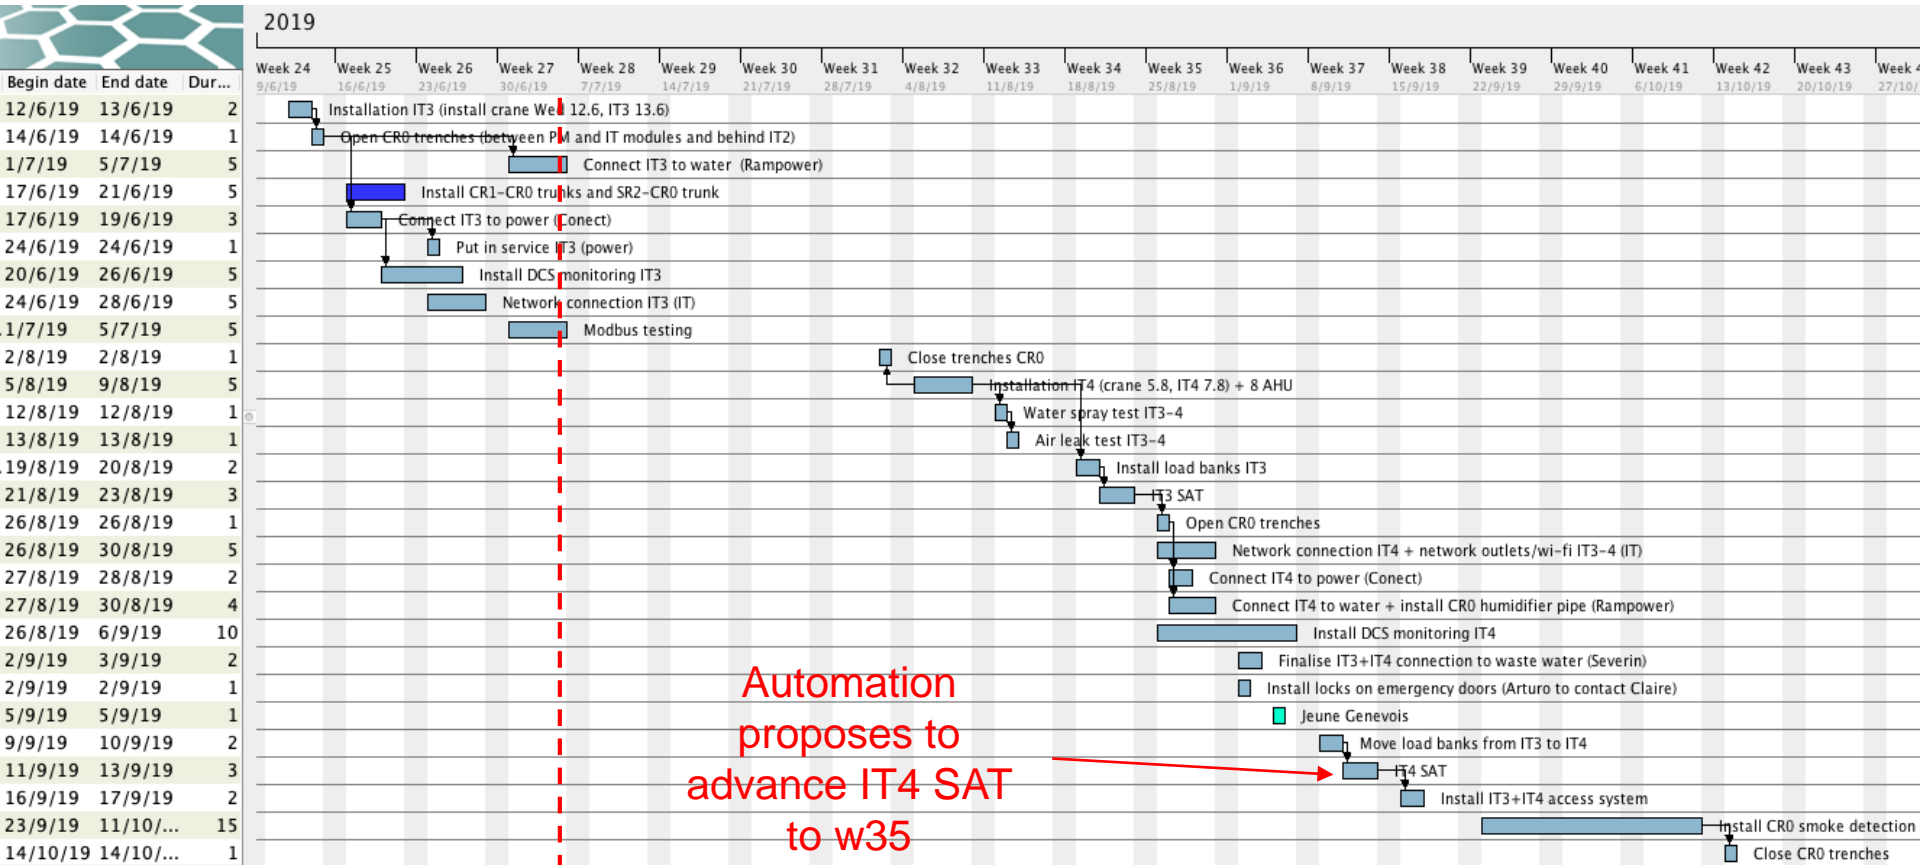 2019
Week 24 Week 25 Week 26 Week 27 Week 28 Week 29 Week 30 Week 31 Week 32 Week 33 Week 34 Week 35 Week 36 Week 37 Week 38 Week 39 Week 40 Week 41 Week 42 Week 43 Week 4
Begin date End date Dur... 9/6/19 16/6/19 23/6/19 30/6/19 7/7/19 14/7/19 21/7/19 28/7/19 4/8/19 11/8/19 18/8/19 25/8/19 1/9/19 8/9/19 15/9/19 22/9/19 29/9/19 6/10/19 13/10/19 20/10/19 27/10/
12/6/19 13/6/19 2 Installation IT3 (install crane Wed 12.6, IT3 13.6)
14/6/19 14/6/19 1 Open CR0 trenches (between PM and IT modules and behind IT2)
1/7/19 5/7/19 5 Connect IT3 to water (Rampower)
17/6/19 21/6/19 5 Install CR1-CR0 trunks and SR2-CR0 trunk
17/6/19 19/6/19 3 Connect IT3 to power (Conect)
24/6/19 24/6/19 1 Put in service IT3 (power)
20/6/19 26/6/19 5 Install DCS monitoring IT3
24/6/19 28/6/19 5 Network connection IT3 (IT)
.1/7/19 5/7/19 5 Modbus testing
2/8/19 2/8/19 1 Close trenches CR0
5/8/19 9/8/19 5 Installation IT4 (crane 5.8, IT4 7.8) + 8 AHU
12/8/19 12/8/19 1 Water spray test IT3-4
13/8/19 13/8/19 1 Air leak test IT3-4
.19/8/19 20/8/19 2 Install load banks IT3
21/8/19 23/8/19 3 IT3 SAT
26/8/19 26/8/19 1 Open CR0 trenches
26/8/19 30/8/19 5 Network connection IT4 + network outlets/wi-fi IT3-4 (IT)
27/8/19 28/8/19 2 Connect IT4 to power (Conect)
27/8/19 30/8/19 4 Connect IT4 to water + install CR0 humidifier pipe (Rampower)
26/8/19 6/9/19 10 Install DCS monitoring IT4
2/9/19 3/9/19 2 Finalise IT3+IT4 connection to waste water (Severin)
2/9/19 2/9/19 1 Install locks on emergency doors (Arturo to contact Claire)
5/9/19 5/9/19 1 Jeune Genevois
9/9/19 10/9/19 2 Move load banks from IT3 to IT4
11/9/19 13/9/19 3 IT4 SAT
16/9/19 17/9/19 2 Install IT3+IT4 access system
23/9/19 11/10/... 15 Install CR0 smoke detection
14/10/19 14/10/... 1 Close CR0 trenches
Automation
proposes to
advance IT4 SAT
to w35